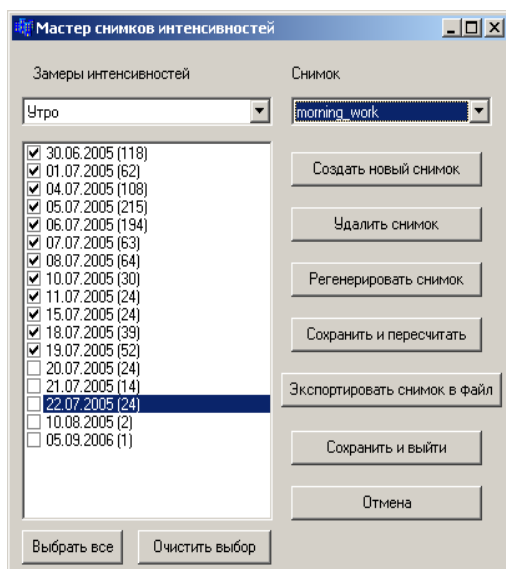 Мастер снимков интенсивностей
Замеры интенсивностей
Снимок
Утро
morning_work
30.06.2005 (118)
01.07.2005 (62)
04.07.2005 (108)
05.07.2005 (215)
06.07.2005 (194)
07.07.2005 (63)
08.07.2005 (64)
10.07.2005 (30)
11.07.2005 (24)
15.07.2005 (24)
18.07.2005 (39)
19.07.2005 (52)
20.07.2005 (24)
21.07.2005 (14)
22.07.2005 (24)
10.08.2005 (2)
05.09.2006 (1)
Создать новый снимок
Удалить снимок
Регенерировать снимок
Сохранить и пересчитать
Экспортировать снимок в файл
Сохранить и выйти
Отмена
Выбрать все
Очистить выбор